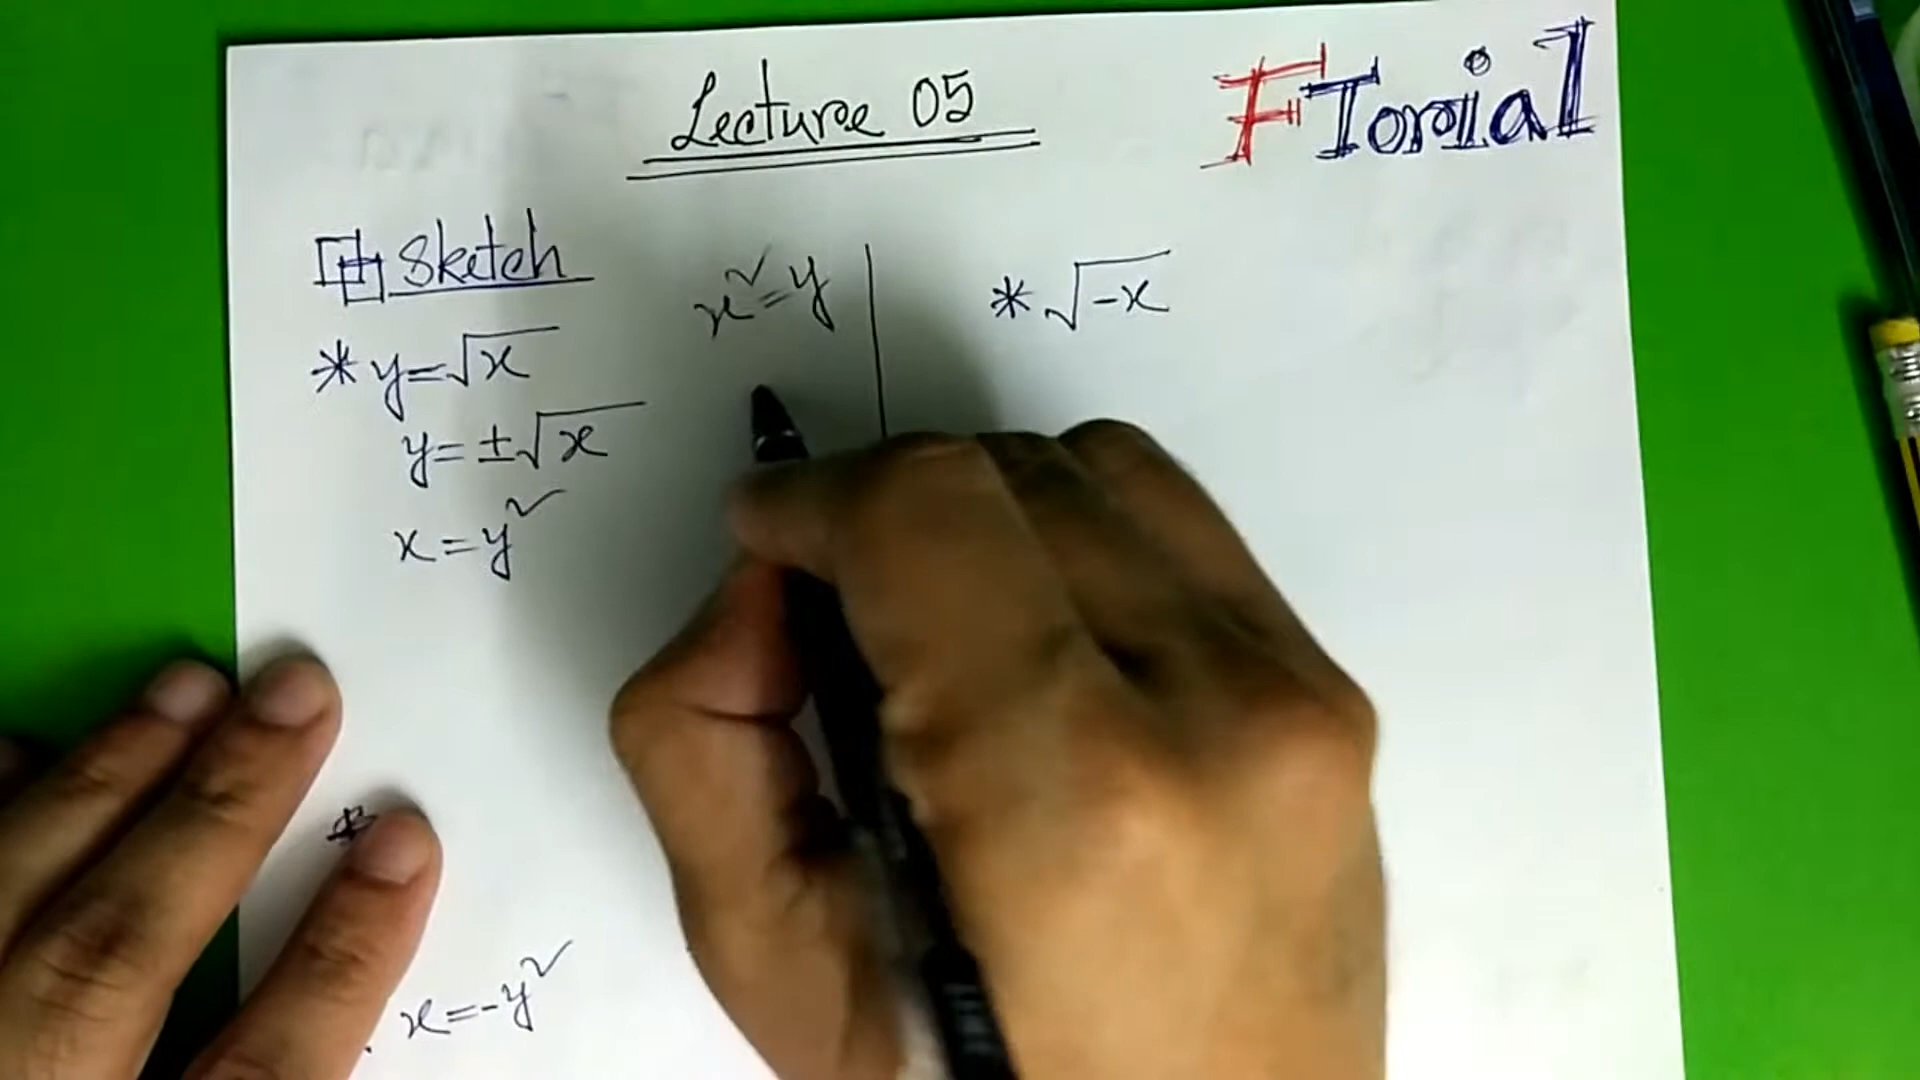 Lecture 05
FTorial
Sketch
* y=√x
y=±√x
x=y²
x²=y
* √-x
*
x=-y²